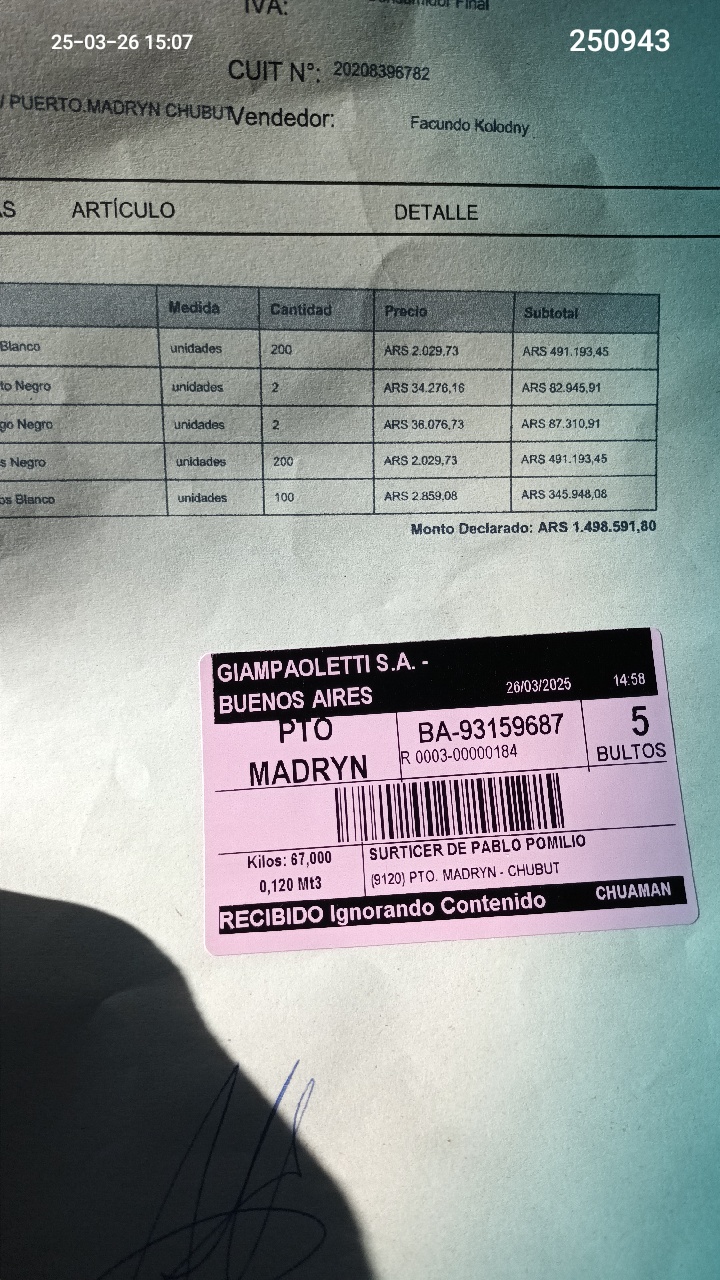 IVA:
25-03-26 15:07
250943
CUIT N°: 20208396782
/ PUERTO.MADRYN CHUBUT
Vendedor: Facundo Kolodny
AS ARTÍCULO DETALLE
Medida Cantidad Precio Subtotal
Blanco unidades 200 ARS 2.029,73 ARS 491.193,45
to Negro unidades 2 ARS 34.276,16 ARS 82.945,91
go Negro unidades 2 ARS 36.076,73 ARS 87.310,91
s Negro unidades 200 ARS 2.029,73 ARS 491.193,45
os Blanco unidades 100 ARS 2.859,08 ARS 345.948,08
Monto Declarado: ARS 1.498.591,80
GIAMPAOLETTI S.A. -
BUENOS AIRES 26/03/2025 14:58
PTO
MADRYN
BA-93159687
R 0003-00000184
5
BULTOS
Kilos: 67,000
0,120 Mt3
SURTICER DE PABLO POMILIO
(9120) PTO. MADRYN - CHUBUT
RECIBIDO Ignorando Contenido CHUAMAN